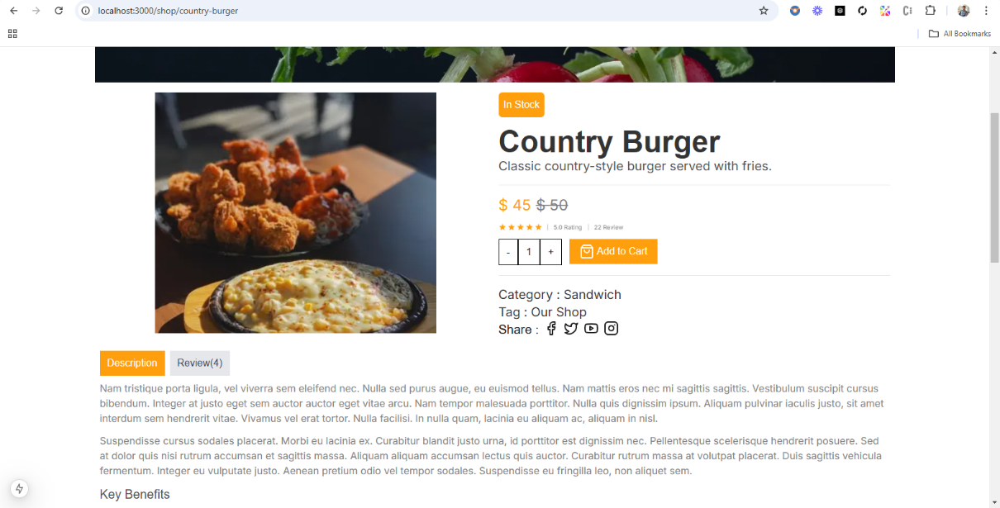 localhost:3000/shop/country-burger
All Bookmarks
In Stock
Country Burger
Classic country-style burger served with fries.
$ 45 $ 50
5.0 Rating | 22 Review
- 1 + Add to Cart
Category : Sandwich
Tag : Our Shop
Share :
Description Review(4)
Nam tristique porta ligula, vel viverra sem eleifend nec. Nulla sed purus augue, eu euismod tellus. Nam mattis eros nec mi sagittis sagittis. Vestibulum suscipit cursus
bibendum. Integer at justo eget sem auctor auctor eget vitae arcu. Nam tempor malesuada porttitor. Nulla quis dignissim ipsum. Aliquam pulvinar iaculis justo, sit amet
interdum sem hendrerit vitae. Vivamus vel erat tortor. Nulla facilisi. In nulla quam, lacinia eu aliquam ac, aliquam in nisl.
Suspendisse cursus sodales placerat. Morbi eu lacinia ex. Curabitur blandit justo urna, id porttitor est dignissim nec. Pellentesque scelerisque hendrerit posuere. Sed
at dolor quis nisi rutrum accumsan et sagittis massa. Aliquam aliquam accumsan lectus quis auctor. Curabitur rutrum massa at volutpat placerat. Duis sagittis vehicula
fermentum. Integer eu vulputate justo. Aenean pretium odio vel tempor sodales. Suspendisse eu fringilla leo, non aliquet sem.
Key Benefits